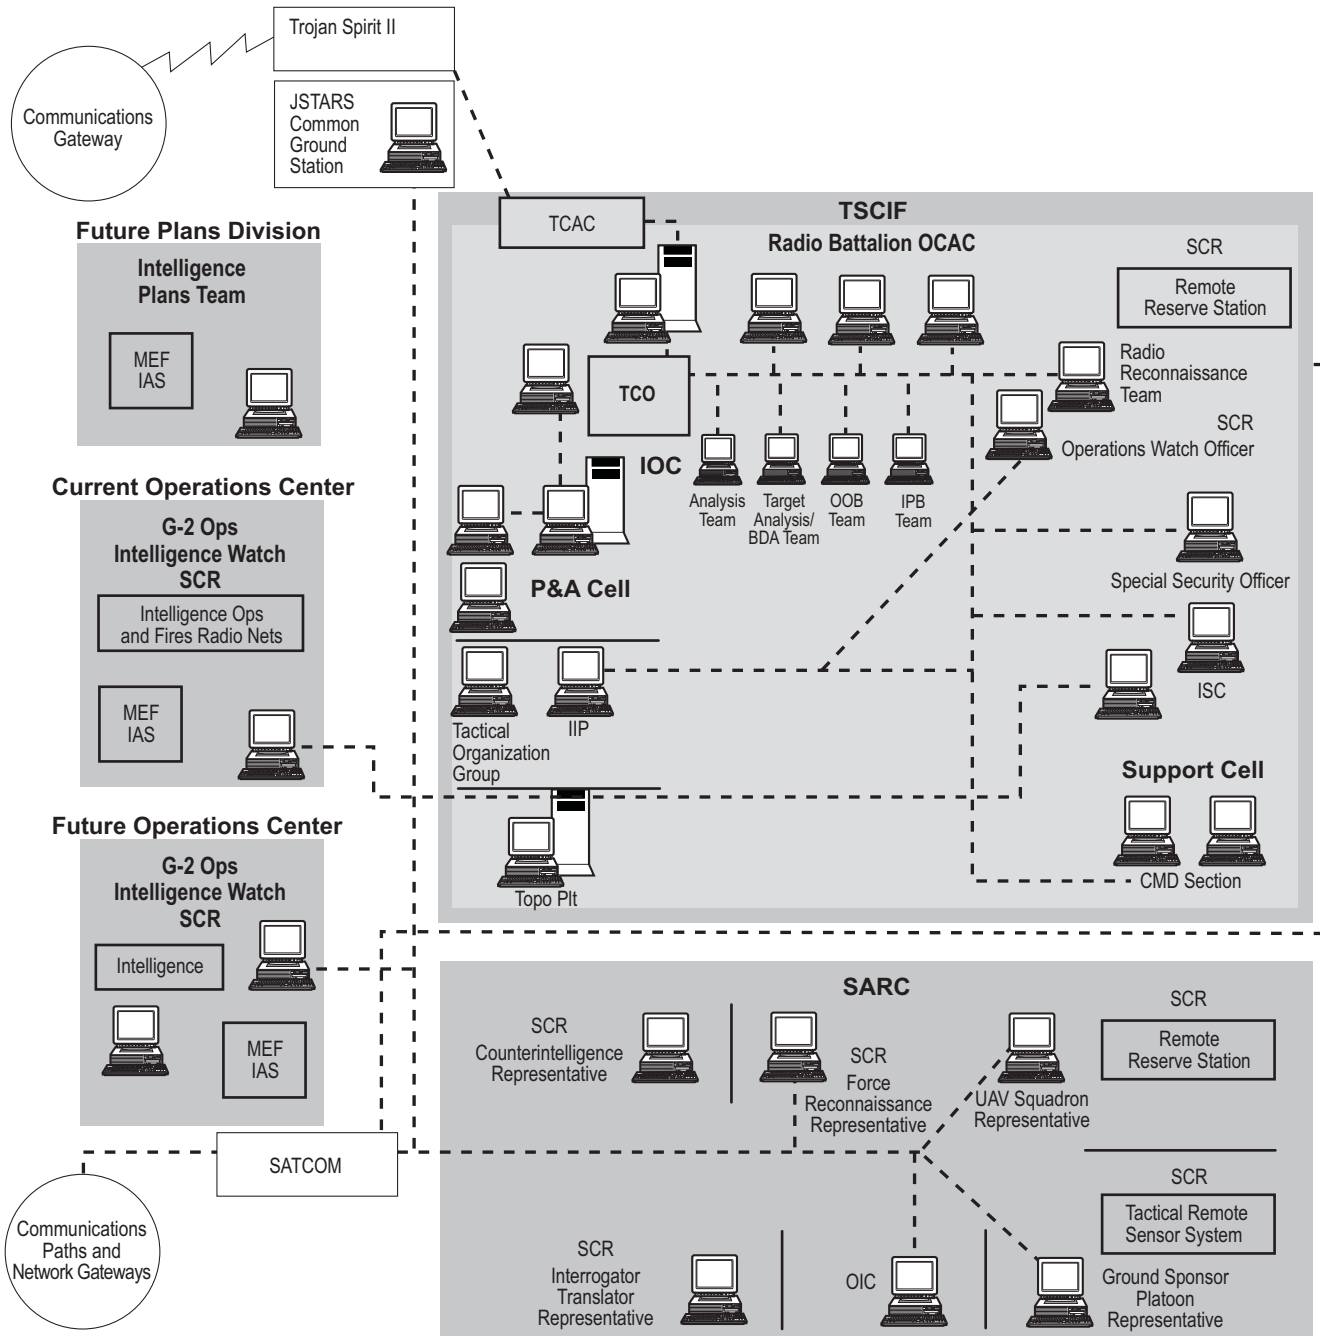 Trojan Spirit II
Communications
Gateway
JSTARS
Common
Ground
Station
Future Plans Division
Intelligence
Plans Team
MEF
IAS
Current Operations Center
G-2 Ops
Intelligence Watch
SCR
Intelligence Ops
and Fires Radio Nets
MEF
IAS
Future Operations Center
G-2 Ops
Intelligence Watch
SCR
Intelligence
MEF
IAS
SATCOM
Communications
Paths and
Network Gateways
TSCIF
TCAC
Radio Battalion OCAC
SCR
Remote
Reserve Station
Radio
Reconnaissance
Team
TCO
SCR
Operations Watch Officer
IOC
Analysis
Team
Target
Analysis/
BDA Team
OOB
Team
IPB
Team
P&A Cell
Special Security Officer
ISC
Tactical
Organization
Group
IIP
Support Cell
CMD Section
Topo Plt
SARC
SCR
Counterintelligence
Representative
SCR
Force
Reconnaissance
Representative
UAV Squadron
Representative
SCR
Remote
Reserve Station
SCR
Tactical Remote
Sensor System
SCR
Interrogator
Translator
Representative
OIC
Ground Sponsor
Platoon
Representative